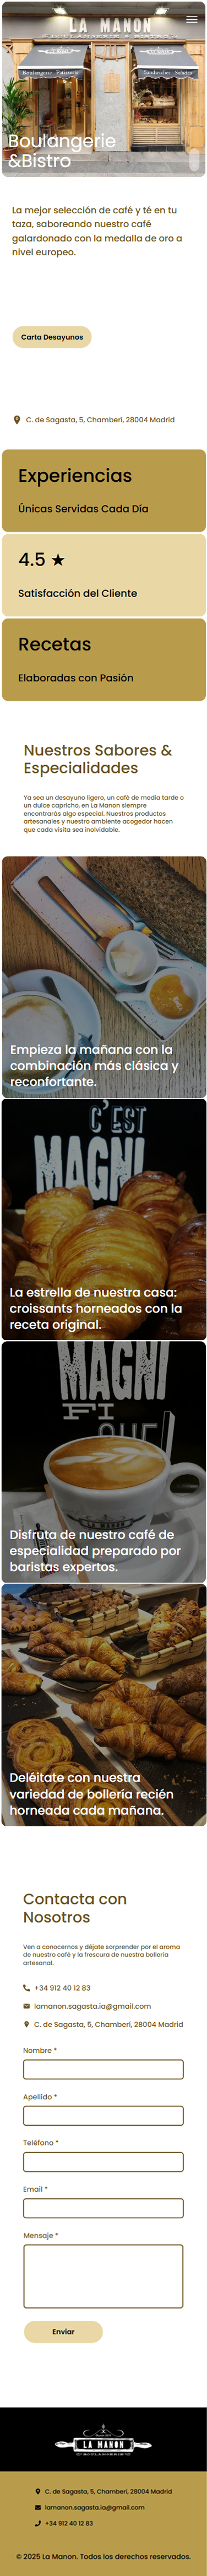 LA MANON
Boulangerie Patisserie
Sandwiches Salades
Boulangerie
&Bistro
La mejor selección de café y té en tu
taza, saboreando nuestro café
galardonado con la medalla de oro a
nivel europeo.
Carta Desayunos
C. de Sagasta, 5, Chamberí, 28004 Madrid
Experiencias
Únicas Servidas Cada Día
4.5 ★
Satisfacción del Cliente
Recetas
Elaboradas con Pasión
Nuestros Sabores &
Especialidades
Ya sea un desayuno ligero, un café de media tarde o
un dulce capricho, en La Manon siempre
encontrarás algo especial. Nuestros productos
artesanales y nuestro ambiente acogedor hacen
que cada visita sea inolvidable.
Empieza la mañana con la
combinación más clásica y
reconfortante.
C'EST
MAGNI
La estrella de nuestra casa:
croissants horneados con la
receta original.
MAGNI
FI
QUE
Disfruta de nuestro café de
especialidad preparado por
baristas expertos.
Deléitate con nuestra
variedad de bollería recién
horneada cada mañana.
Contacta con
Nosotros
Ven a conocernos y déjate sorprender por el aroma
de nuestro café y la frescura de nuestra bollería
artesanal.
+34 912 40 12 83
lamanon.sagasta.ia@gmail.com
C. de Sagasta, 5, Chamberí, 28004 Madrid
Nombre *
Apellido *
Teléfono *
Email *
Mensaje *
Enviar
LA MANON
C. de Sagasta, 5, Chamberí, 28004 Madrid
lamanon.sagasta.ia@gmail.com
+34 912 40 12 83
© 2025 La Manon. Todos los derechos reservados.